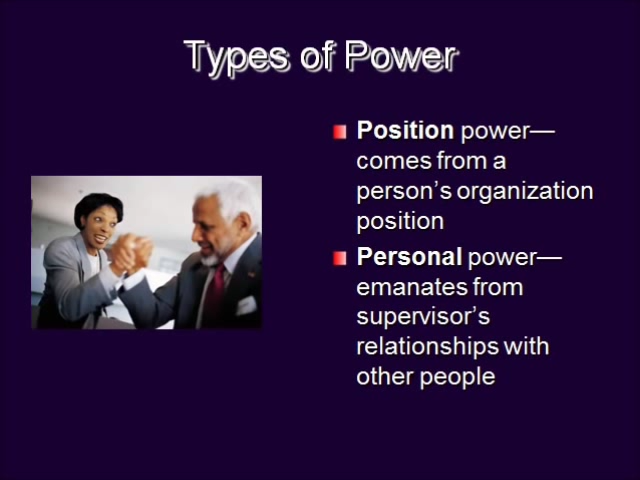 Types of Power
Position power—
comes from a
person’s organization
position
Personal power—
emanates from
supervisor’s
relationships with
other people